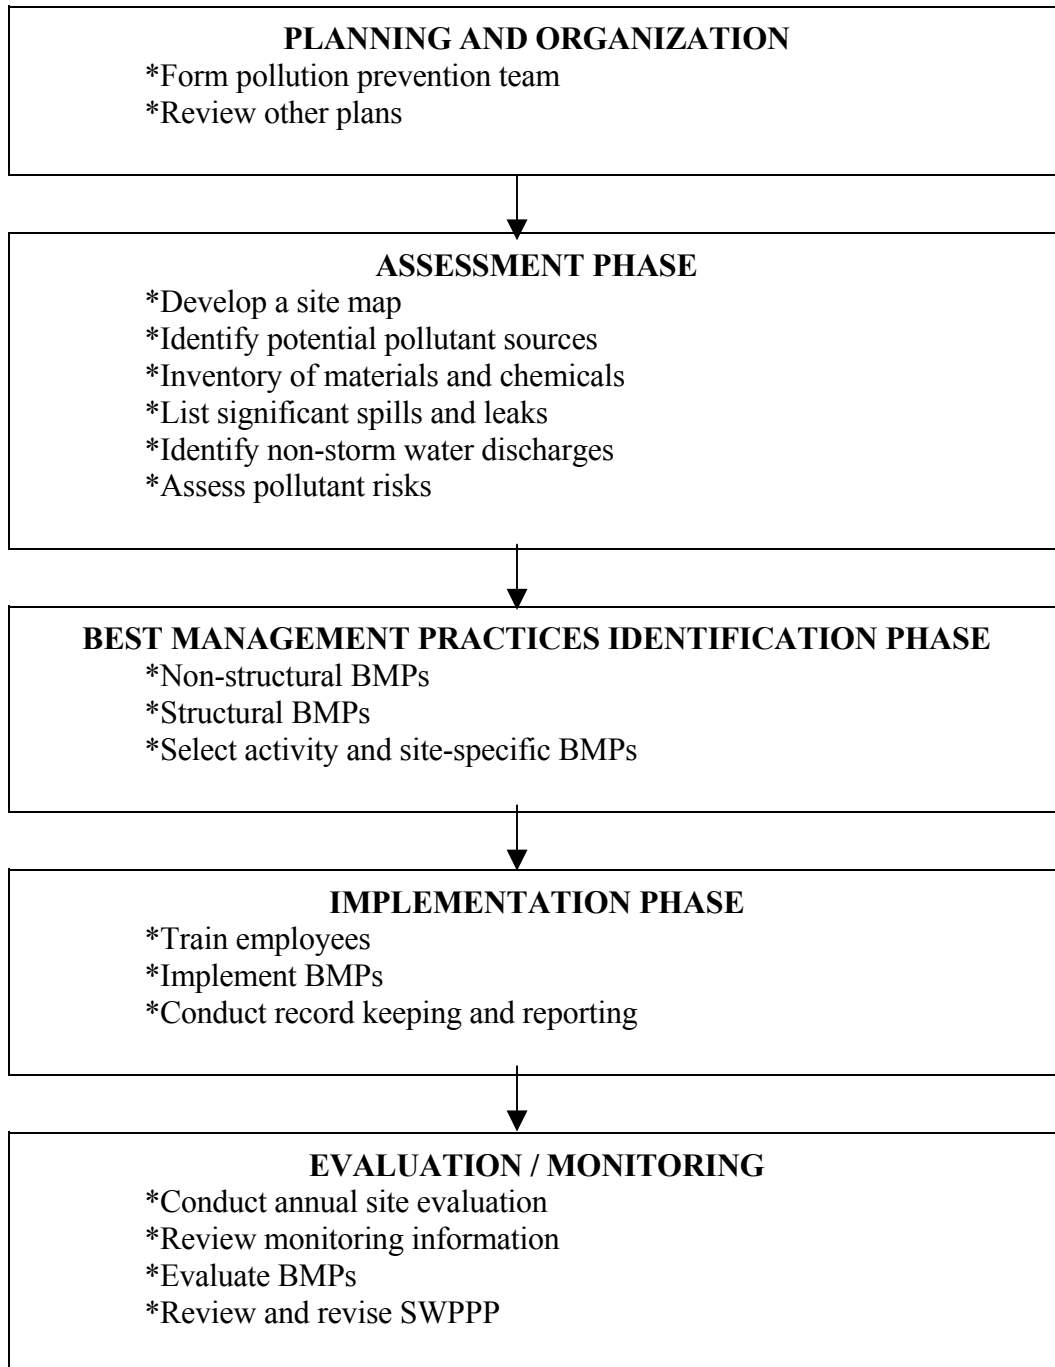 PLANNING AND ORGANIZATION
*Form pollution prevention team
*Review other plans
ASSESSMENT PHASE
*Develop a site map
*Identify potential pollutant sources
*Inventory of materials and chemicals
*List significant spills and leaks
*Identify non-storm water discharges
*Assess pollutant risks
BEST MANAGEMENT PRACTICES IDENTIFICATION PHASE
*Non-structural BMPs
*Structural BMPs
*Select activity and site-specific BMPs
IMPLEMENTATION PHASE
*Train employees
*Implement BMPs
*Conduct record keeping and reporting
EVALUATION / MONITORING
*Conduct annual site evaluation
*Review monitoring information
*Evaluate BMPs
*Review and revise SWPPP